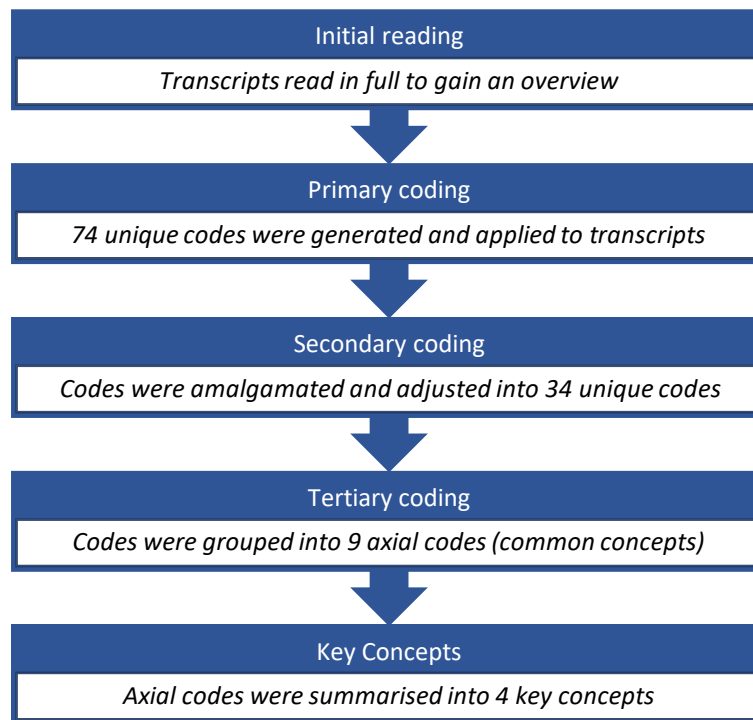 Initial reading
Transcripts read in full to gain an overview
Primary coding
74 unique codes were generated and applied to transcripts
Secondary coding
Codes were amalgamated and adjusted into 34 unique codes
Tertiary coding
Codes were grouped into 9 axial codes (common concepts)
Key Concepts
Axial codes were summarised into 4 key concepts